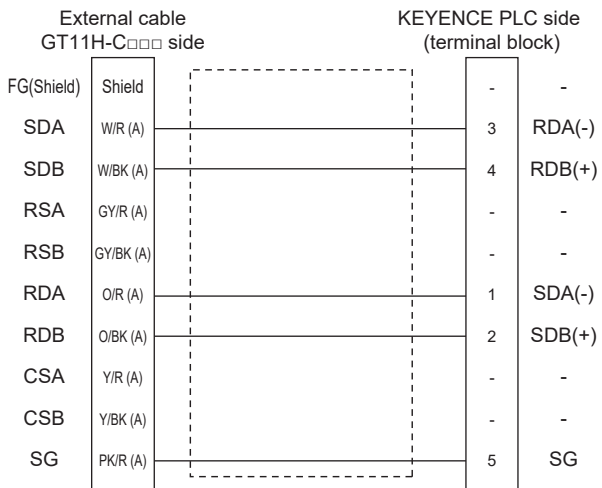 External cable
GT11H-C□□□ side
KEYENCE PLC side
(terminal block)
FG(Shield) Shield - -
SDA W/R (A) 3 RDA(-)
SDB W/BK (A) 4 RDB(+)
RSA GY/R (A) - -
RSB GY/BK (A) - -
RDA O/R (A) 1 SDA(-)
RDB O/BK (A) 2 SDB(+)
CSA Y/R (A) - -
CSB Y/BK (A) - -
SG PK/R (A) 5 SG